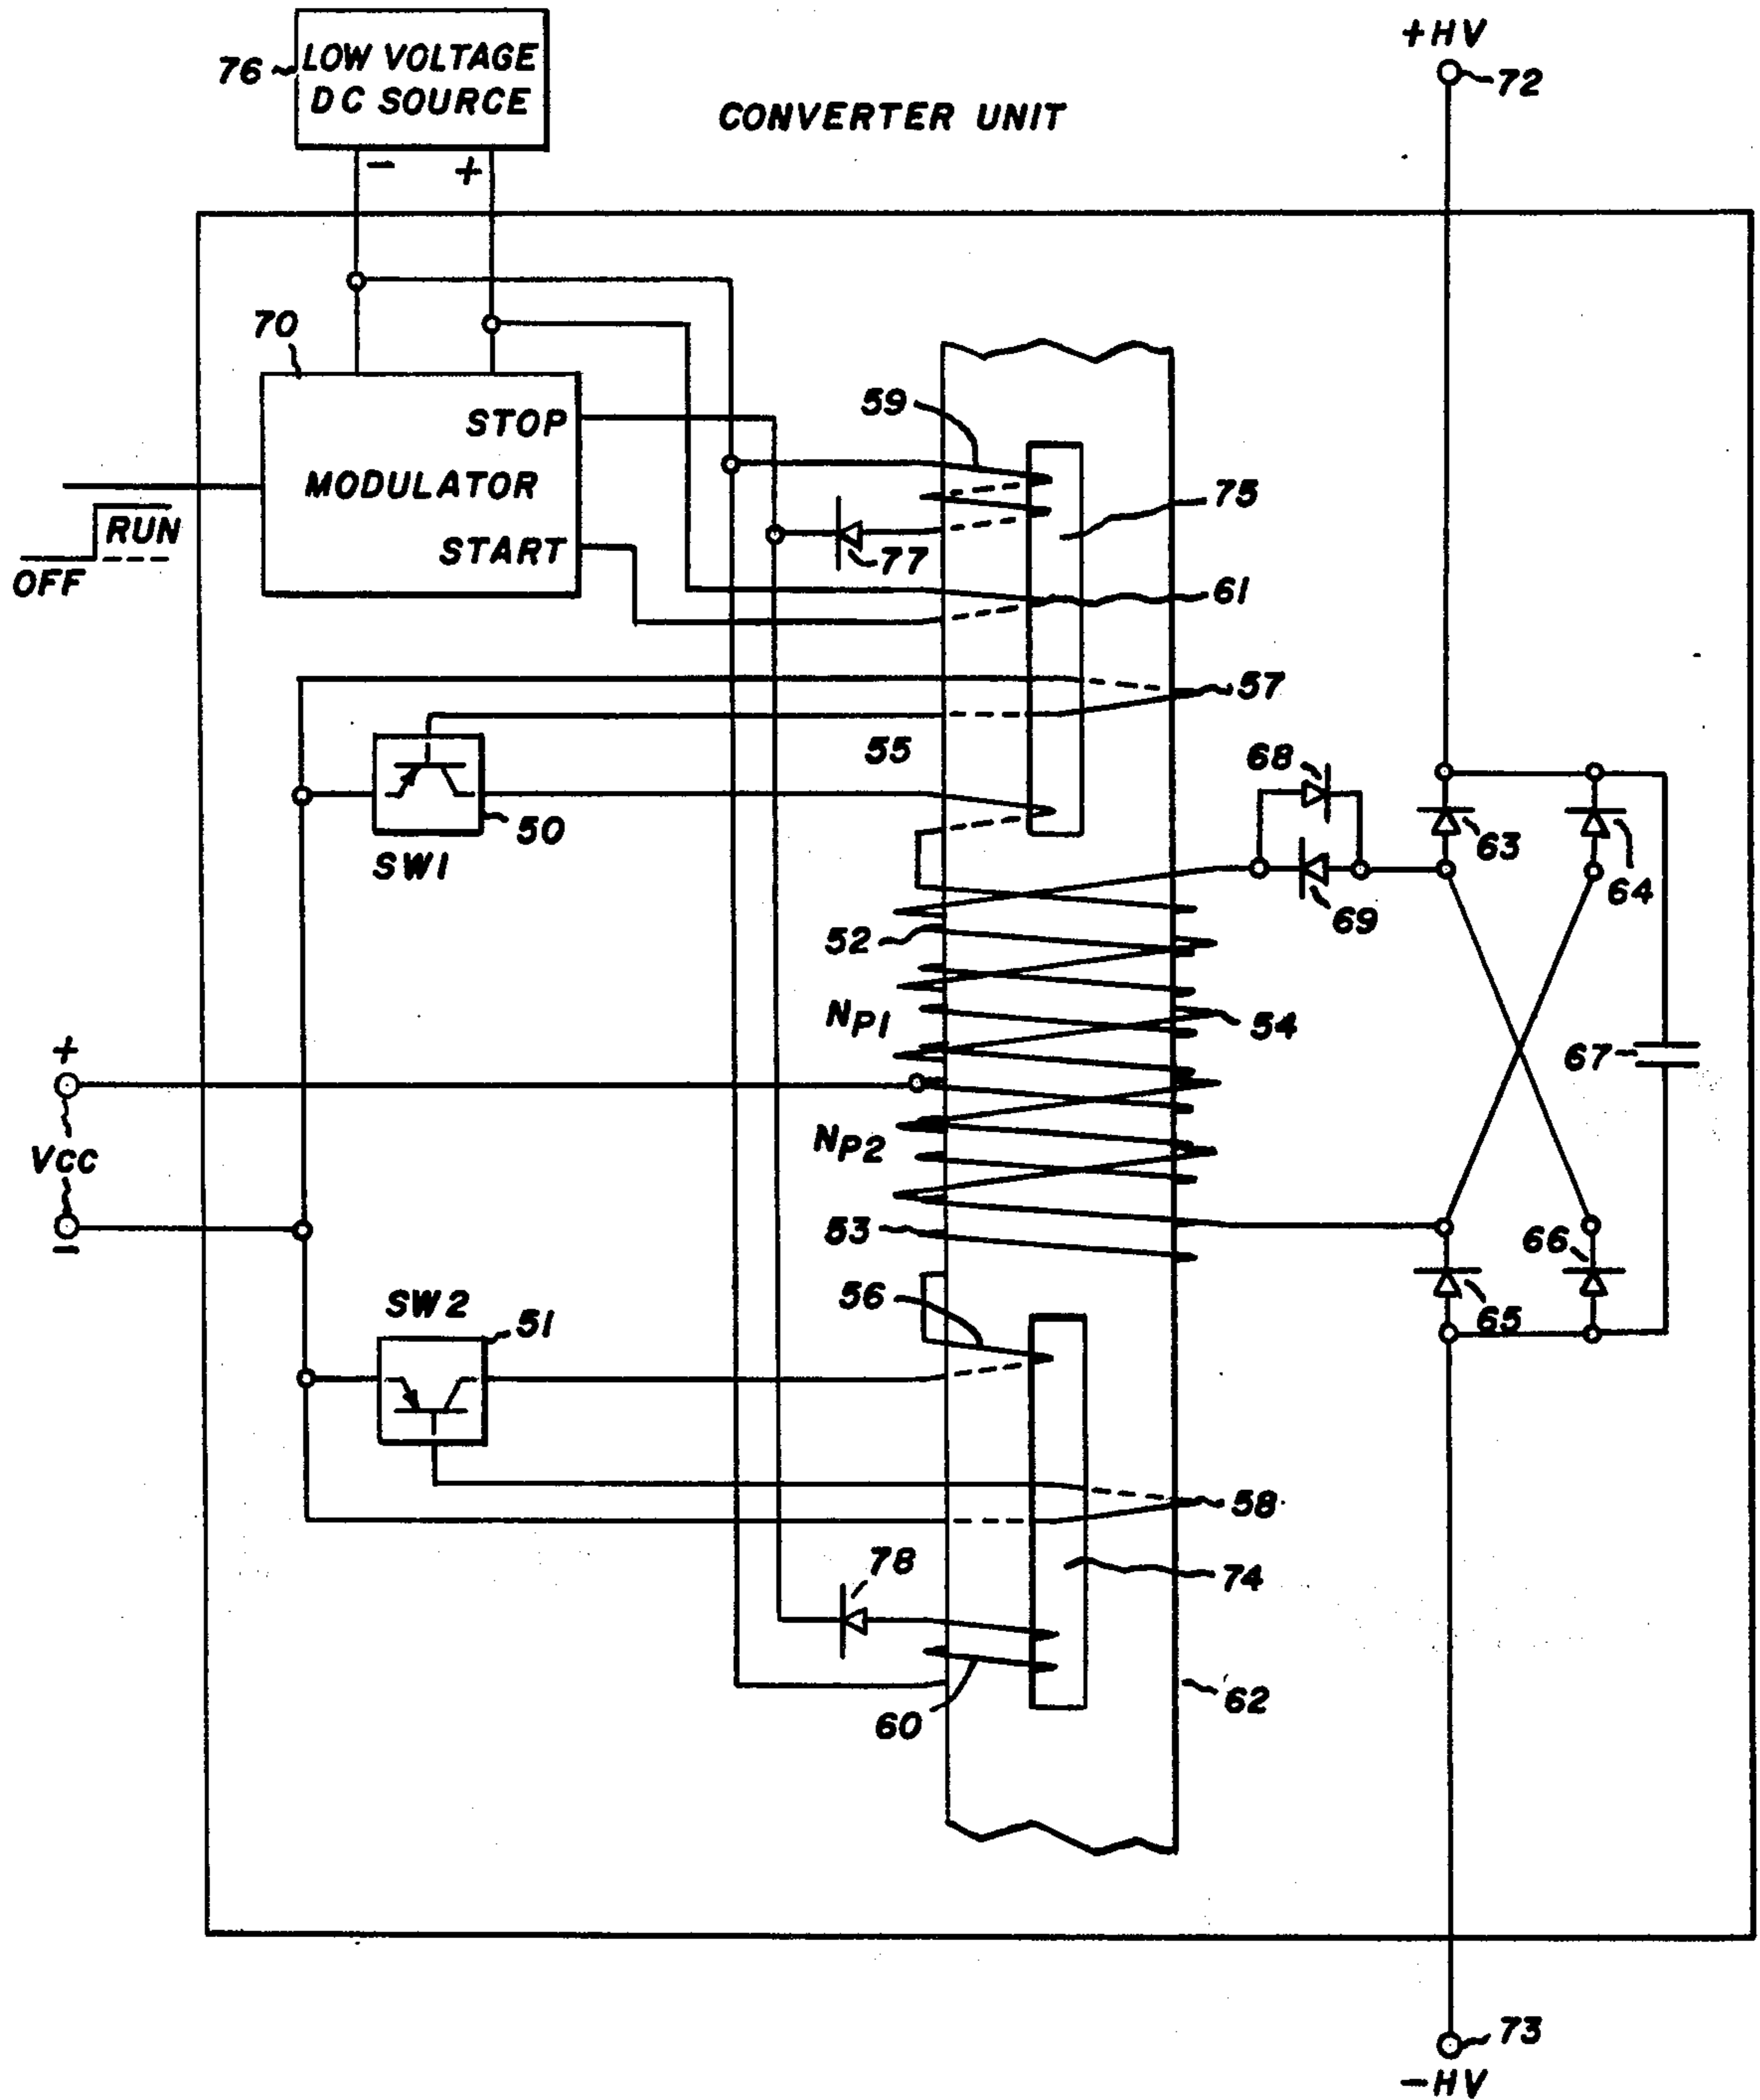 +HV
72
76 LOW VOLTAGE
DC SOURCE
CONVERTER UNIT
- +
70
STOP
MODULATOR
START
RUN
OFF
59
75
77
61
57
55
50
SW1
68
63
64
69
52
NP1
54
67
+
VCC
-
NP2
53
66
56
65
SW2
51
58
78
74
60
62
73
-HV